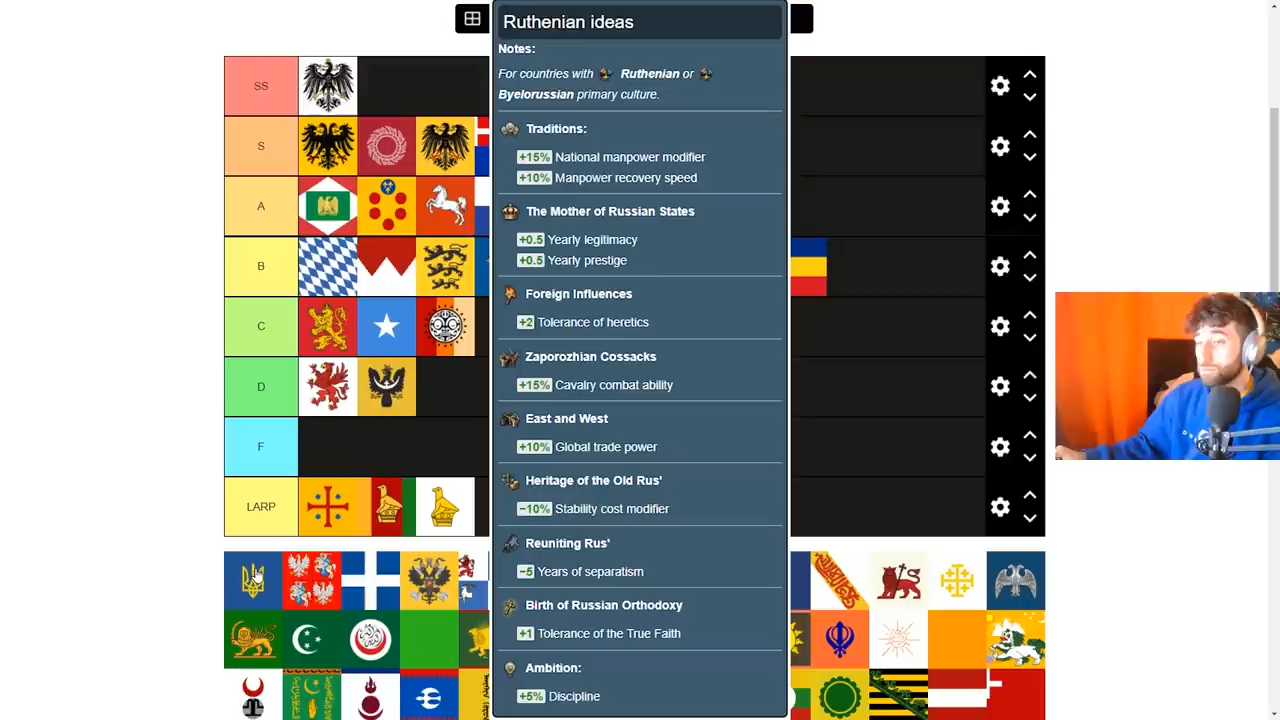 Ruthenian ideas
Notes:
For countries with Ruthenian or
Byelorussian primary culture.
Traditions:
+15% National manpower modifier
+10% Manpower recovery speed
The Mother of Russian States
+0.5 Yearly legitimacy
+0.5 Yearly prestige
Foreign Influences
+2 Tolerance of heretics
Zaporozhian Cossacks
+15% Cavalry combat ability
East and West
+10% Global trade power
Heritage of the Old Rus'
−10% Stability cost modifier
Reuniting Rus'
−5 Years of separatism
Birth of Russian Orthodoxy
+1 Tolerance of the True Faith
Ambition:
+5% Discipline
SS
S
A
B
C
D
F
LARP